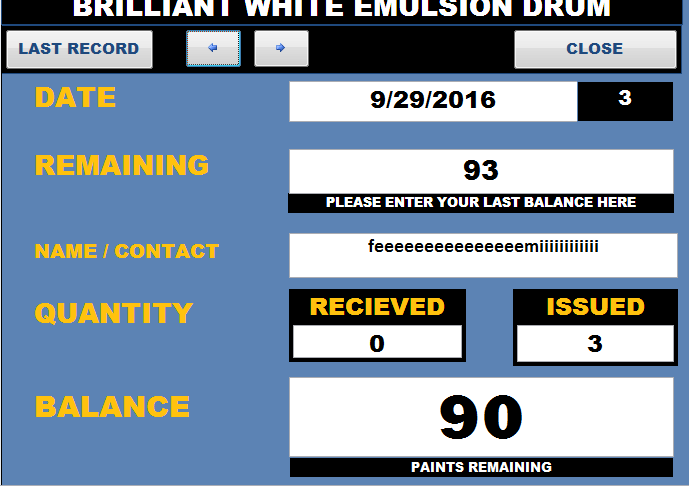 BRILLIANT WHITE EMULSION DRUM
LAST RECORD CLOSE
DATE 9/29/2016 3
REMAINING 93
PLEASE ENTER YOUR LAST BALANCE HERE
NAME / CONTACT feeeeeeeeeeeeeeemiiiiiiiiiiii
QUANTITY RECIEVED ISSUED
0 3
BALANCE 90
PAINTS REMAINING